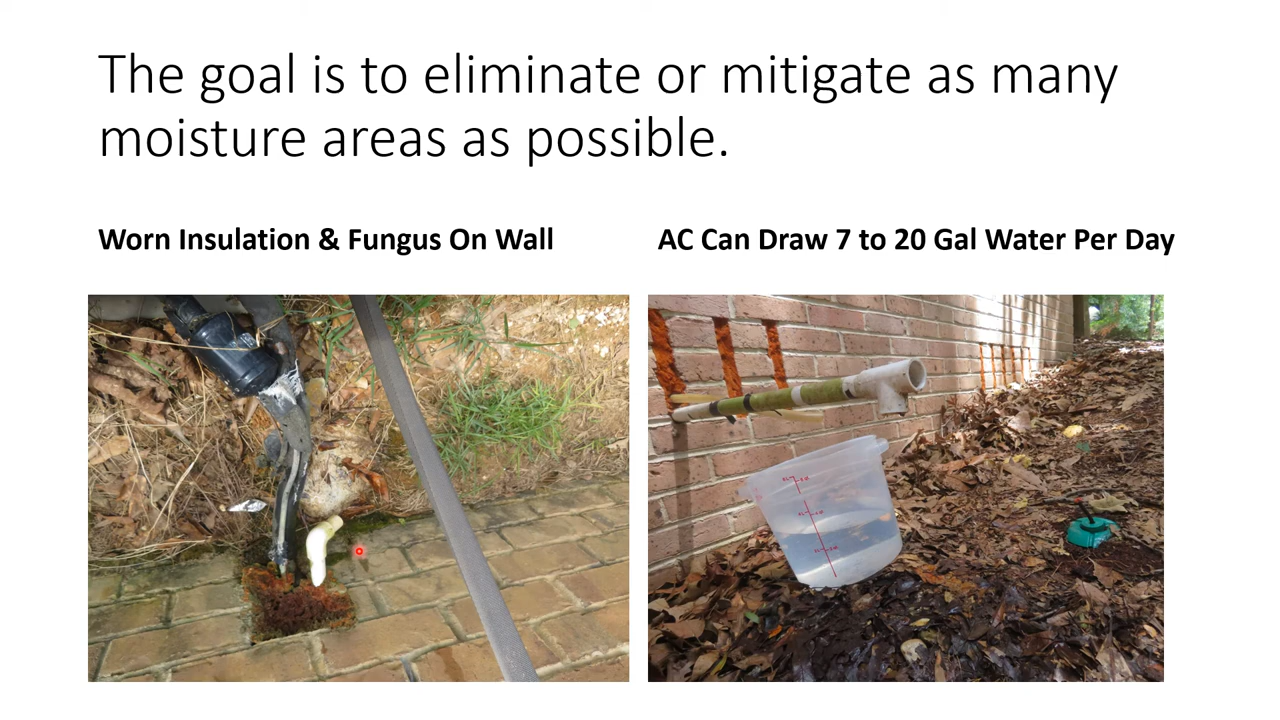 The goal is to eliminate or mitigate as many
moisture areas as possible.
Worn Insulation & Fungus On Wall
AC Can Draw 7 to 20 Gal Water Per Day